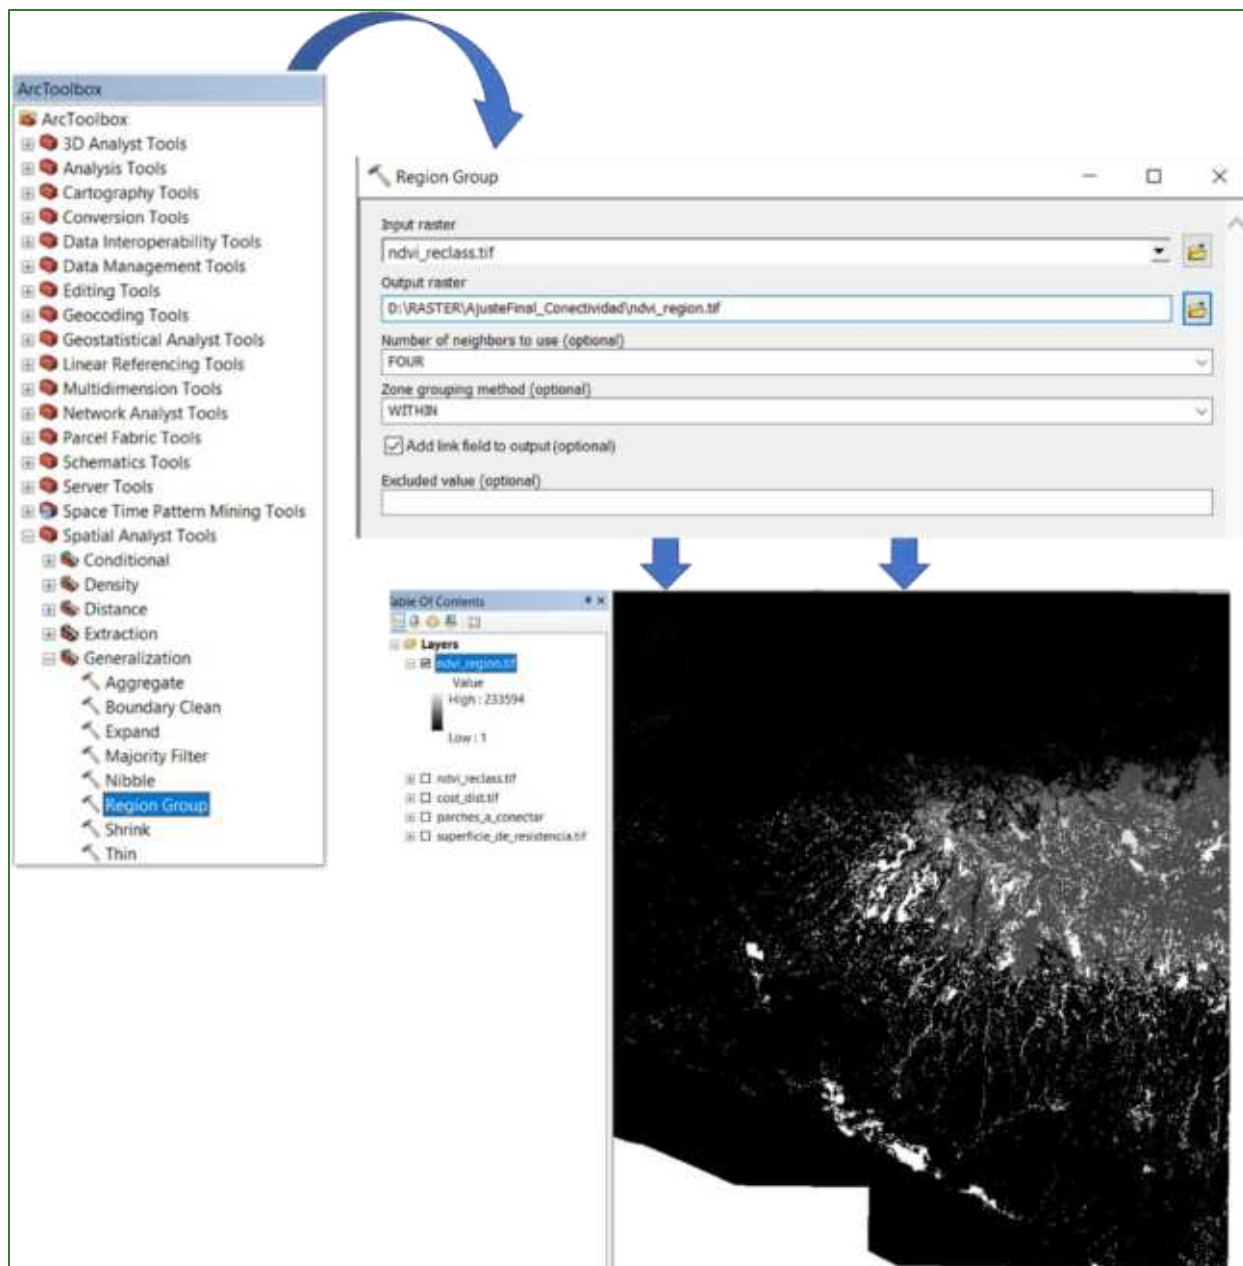 ArcToolbox
ArcToolbox
3D Analyst Tools
Analysis Tools
Cartography Tools
Conversion Tools
Data Interoperability Tools
Data Management Tools
Editing Tools
Geocoding Tools
Geostatistical Analyst Tools
Linear Referencing Tools
Multidimension Tools
Network Analyst Tools
Parcel Fabric Tools
Schematics Tools
Server Tools
Space Time Pattern Mining Tools
Spatial Analyst Tools
Conditional
Density
Distance
Extraction
Generalization
Aggregate
Boundary Clean
Expand
Majority Filter
Nibble
Region Group
Shrink
Thin
Region Group
Input raster
ndvi_reclass.tif
Output raster
D:\RASTER\AjusteFinal_Conectividad\ndvi_region.tif
Number of neighbors to use (optional)
FOUR
Zone grouping method (optional)
WITHIN
Add link field to output (optional)
Excluded value (optional)
Table Of Contents
Layers
ndvi_region.tif
Value
High : 233594
Low : 1
ndvi_reclass.tif
cost_dist.tif
parches_a_conectar
superficie_de_resistencia.tif